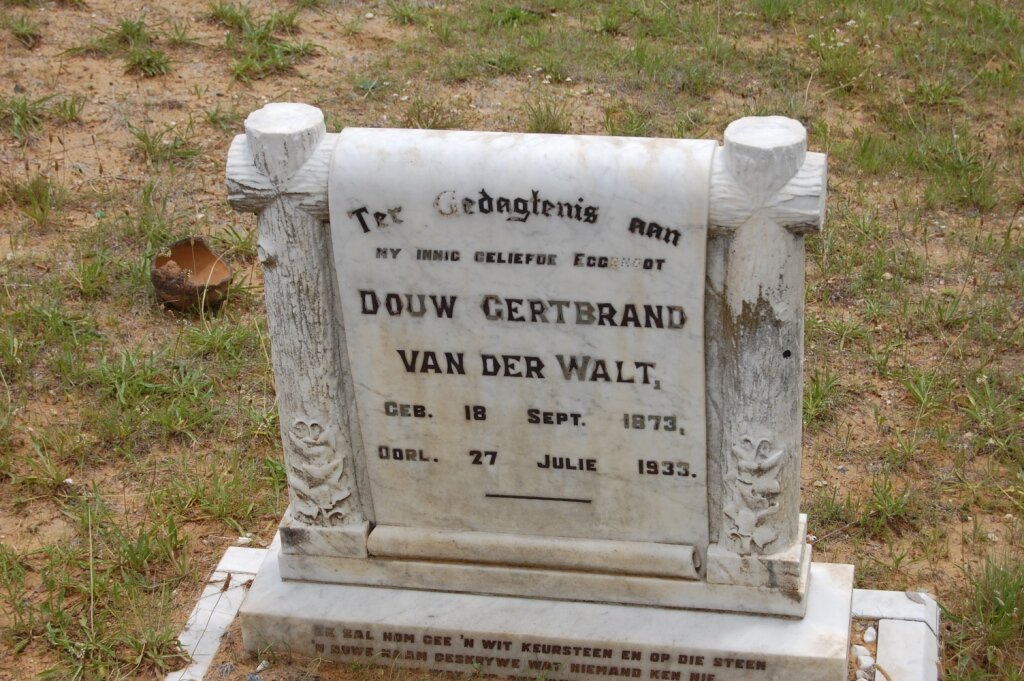 Ter Gedagtenis aan
MY INNIG GELIEFDE EGGENOOT
DOUW GERTBRAND
VAN DER WALT,
GEB. 18 SEPT. 1873,
OORL. 27 JULIE 1933.
EK SAL HOM GEE 'N WIT KEURSTEEN EN OP DIE STEEN
'N NUWE NAAM GESKRYWE WAT NIEMAND KEN NIE